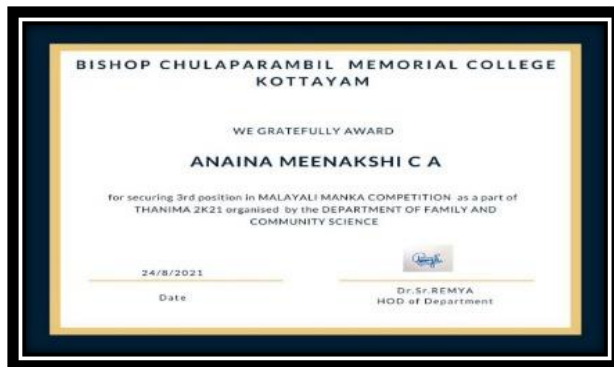 BISHOP CHULAPARAMBIL MEMORIAL COLLEGE
KOTTAYAM
WE GRATEFULLY AWARD
ANAINA MEENAKSHI C A
for securing 3rd position in MALAYALI MANKA COMPETITION as a part of
THANIMA 2K21 organised by the DEPARTMENT OF FAMILY AND
COMMUNITY SCIENCE
24/8/2021
Date
Dr.Sr.REMYA
HOD of Department